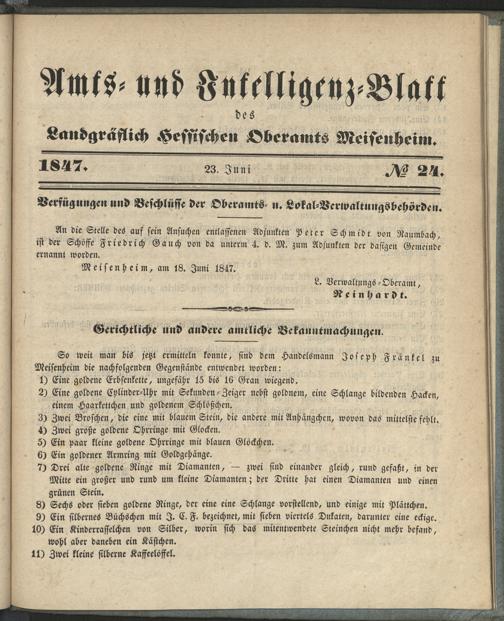 Amts- und Intelligenz-Blatt
des
Landgräflich Hessischen Oberamts Meisenheim.
1847. 23. Juni № 24.
Verfügungen und Beschlüsse der Oberamts- u. Lokal-Verwaltungsbehörden.
An die Stelle des auf sein Ansuchen entlassenen Adjunkten Peter Schmidt von Raumbach,
ist der Schöffe Friedrich Gauch von da unterm 4. d. M. zum Adjunkten der dasigen Gemeinde
ernannt worden.
Meisenheim, am 18. Juni 1847.
L. Verwaltungs-Oberamt,
Reinhardt.
Gerichtliche und andere amtliche Bekanntmachungen.
So weit man bis jetzt ermitteln konnte, sind dem Handelsmann Joseph Fränkel zu
Meisenheim die nachfolgenden Gegenstände entwendet worden:
1) Eine goldene Erbsenkette, ungefähr 15 bis 16 Gran wiegend.
2) Eine goldene Cylinder-Uhr mit Sekunden-Zeiger nebst goldnem, eine Schlange bildenden Hacken,
einem Haarkettchen und goldenem Schlößchen.
3) Zwei Broschen, die eine mit blauem Stein, die andere mit Anhängchen, wovon das mittelste fehlt.
4) Zwei große goldene Ohrringe mit Glocken.
5) Ein paar kleine goldene Ohrringe mit blauen Glöckchen.
6) Ein goldener Armring mit Goldgehänge.
7) Drei alte goldene Ringe mit Diamanten, — zwei sind einander gleich, rund gefaßt, in der
Mitte ein großer und rund um kleine Diamanten; der Dritte hat einen Diamanten und einen
grünen Stein.
8) Sechs oder sieben goldene Ringe, der eine eine Schlange vorstellend, und einige mit Plättchen.
9) Ein silbernes Büchschen mit J. C. F. bezeichnet, mit sieben viertels Dukaten, darunter eine eckige.
10) Ein Kinderrasselchen von Silber, worin sich das mitentwendete Steinchen nicht mehr befand,
wohl aber daneben ein Kästchen.
11) Zwei kleine silberne Kaffeelöffel.